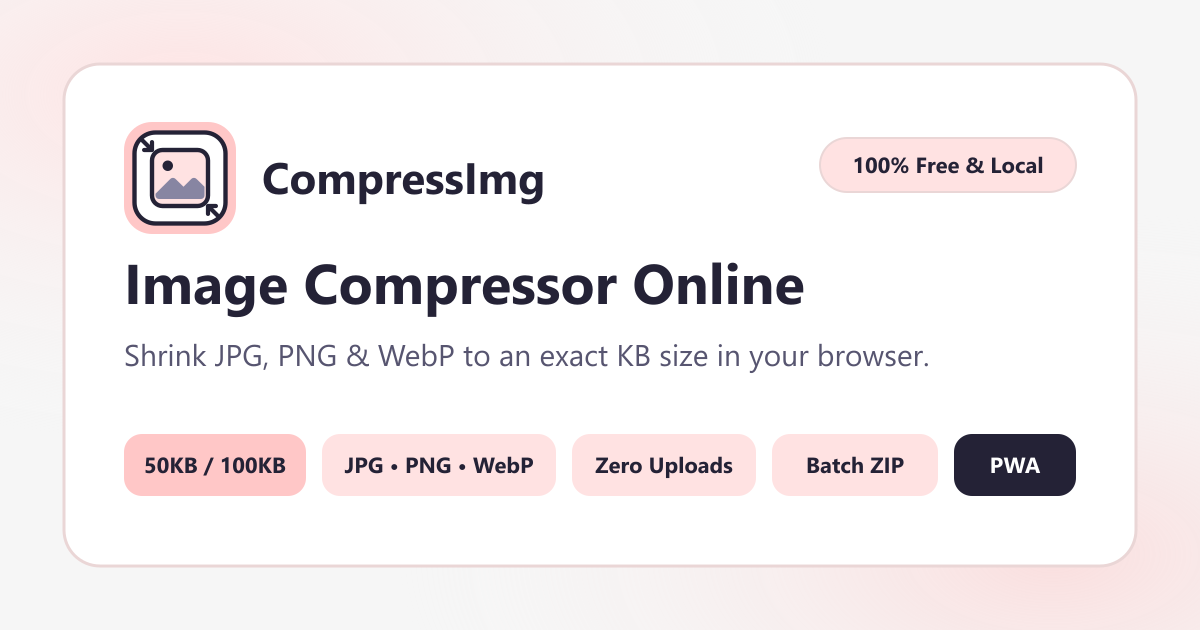 CompressImg
100% Free & Local
Image Compressor Online
Shrink JPG, PNG & WebP to an exact KB size in your browser.
50KB / 100KB
JPG • PNG • WebP
Zero Uploads
Batch ZIP
PWA